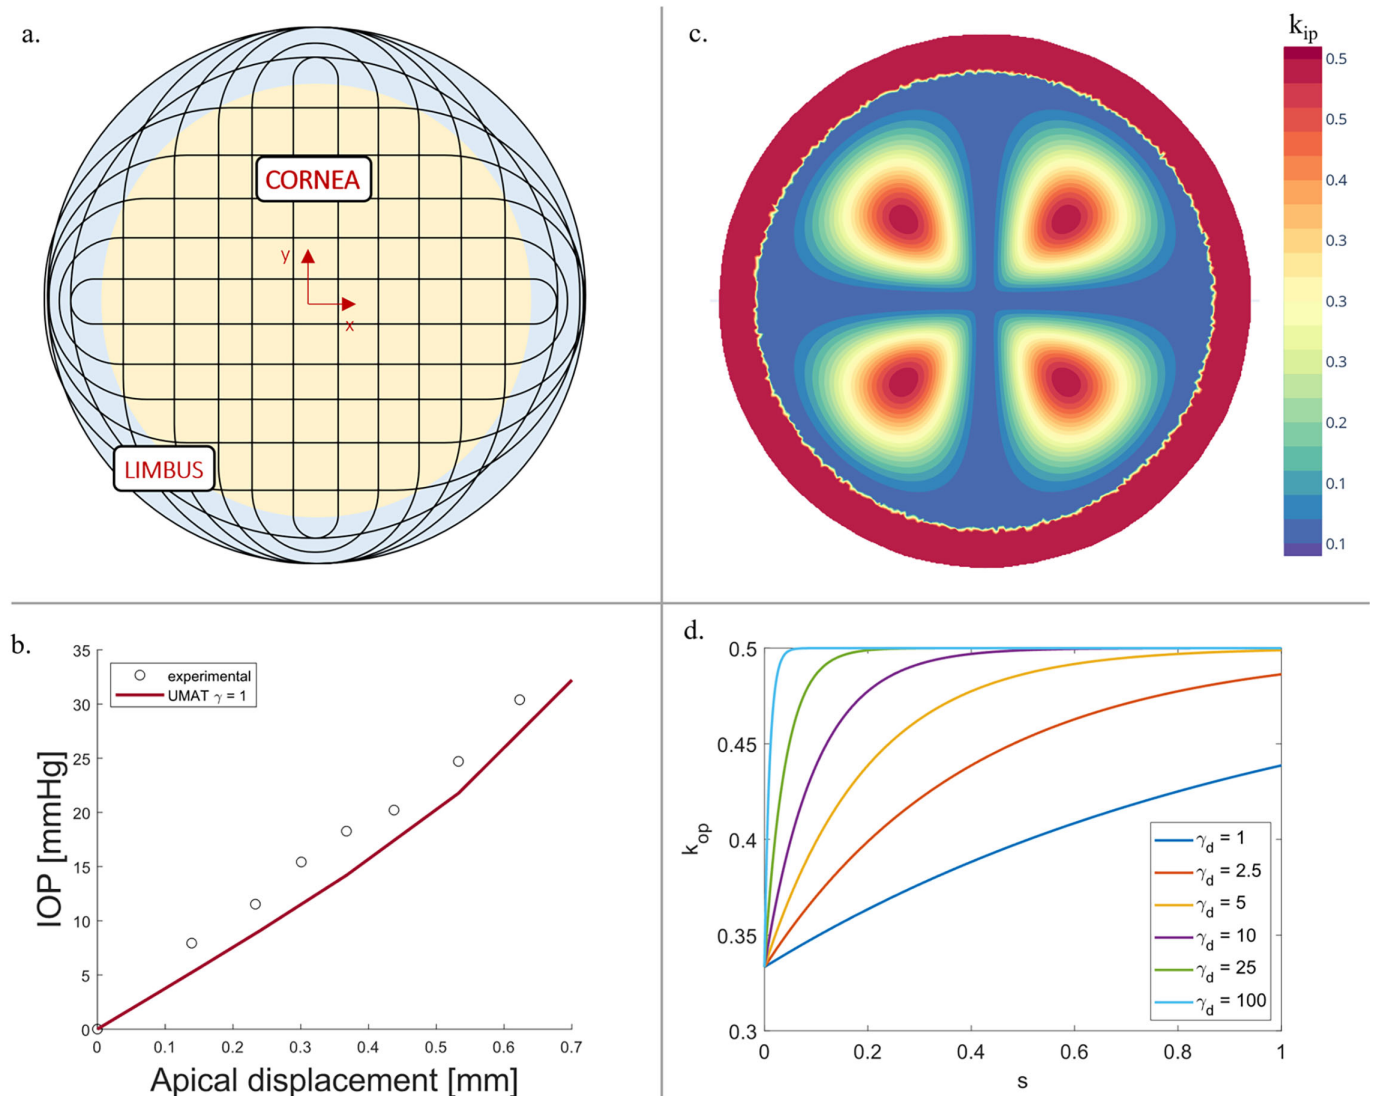 a.
CORNEA
y
x
LIMBUS
c.
k_ip
0.5
0.5
0.4
0.3
0.3
0.3
0.2
0.1
0.1
b.
35
30
25
20
15
10
5
0
experimental
UMAT γ = 1
IOP [mmHg]
0 0.1 0.2 0.3 0.4 0.5 0.6 0.7
Apical displacement [mm]
d.
0.5
0.45
0.4
0.35
0.3
k_op
γ_d = 1
γ_d = 2.5
γ_d = 5
γ_d = 10
γ_d = 25
γ_d = 100
0 0.2 0.4 0.6 0.8 1
s